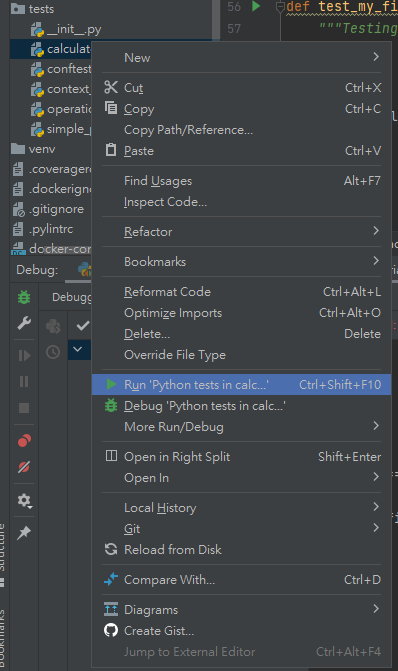 tests
56
def test_my_fi
__init__.py
57
"""Testing
calculat
conftest
context_
operatio
simple_p
venv
.coveragerc
.dockerignc
.gitignore
.pylintrc
docker-cor
New
Cut Ctrl+X
Copy Ctrl+C
Copy Path/Reference...
Paste Ctrl+V
Find Usages Alt+F7
Inspect Code...
Refactor
Bookmarks
Reformat Code Ctrl+Alt+L
Optimize Imports Ctrl+Alt+O
Delete... Delete
Override File Type
Run 'Python tests in calc...' Ctrl+Shift+F10
Debug 'Python tests in calc...'
More Run/Debug
Open in Right Split Shift+Enter
Open In
Local History
Git
Reload from Disk
Compare With... Ctrl+D
Diagrams
Create Gist...
Jump to External Editor Ctrl+Alt+F4
Debug:
Debugg
Structure
Bookmarks